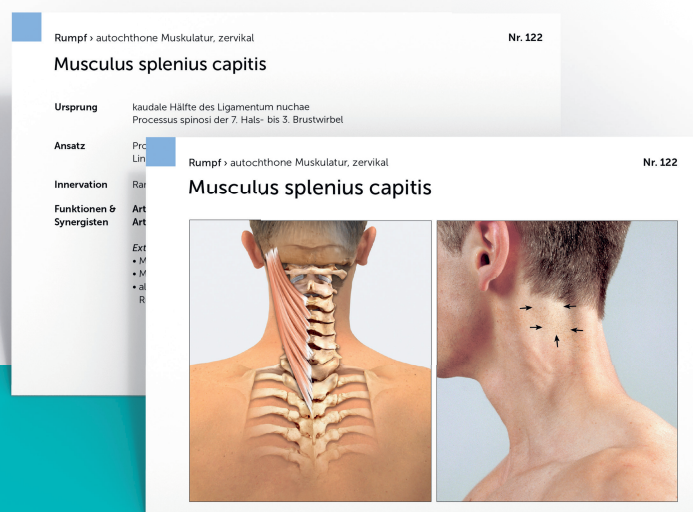 Rumpf › autochthone Muskulatur, zervikal
Nr. 122
Musculus splenius capitis
Ursprung
kaudale Hälfte des Ligamentum nuchae
Processus spinosi der 7. Hals- bis 3. Brustwirbel
Ansatz
Innervation
Funktionen &
Synergisten
Rumpf › autochthone Muskulatur, zervikal
Nr. 122
Musculus splenius capitis